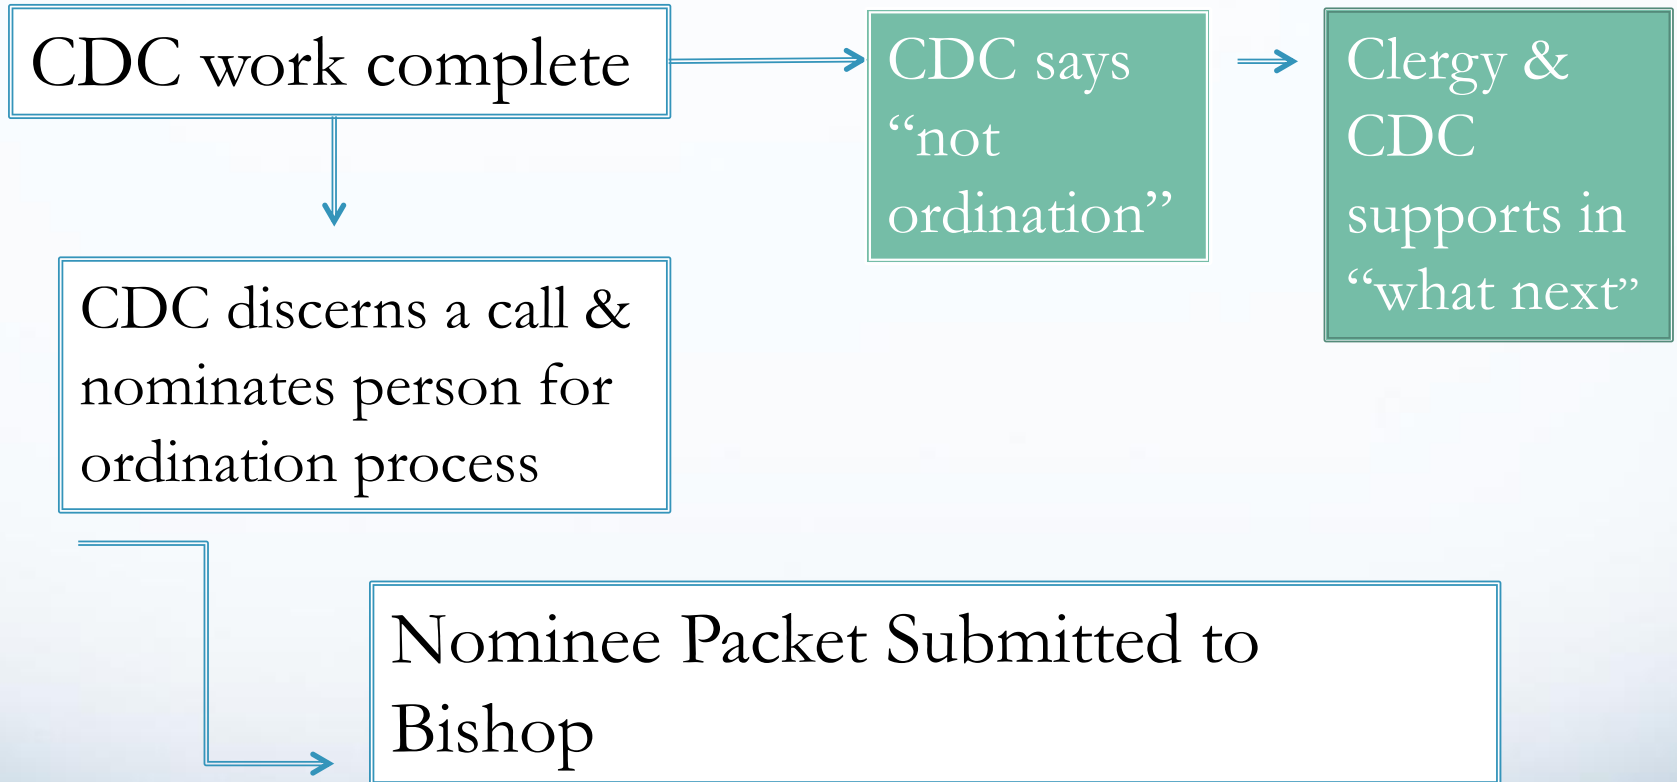 CDC work complete
CDC says
“not
ordination”
Clergy &
CDC
supports in
“what next”
CDC discerns a call &
nominates person for
ordination process
Nominee Packet Submitted to
Bishop